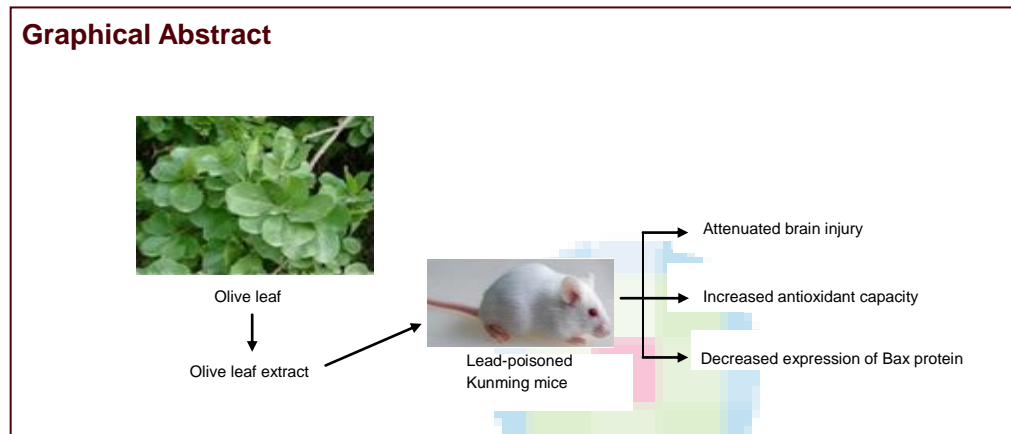 Graphical Abstract
Olive leaf
Olive leaf extract
Lead-poisoned
Kunming mice
Attenuated brain injury
Increased antioxidant capacity
Decreased expression of Bax protein